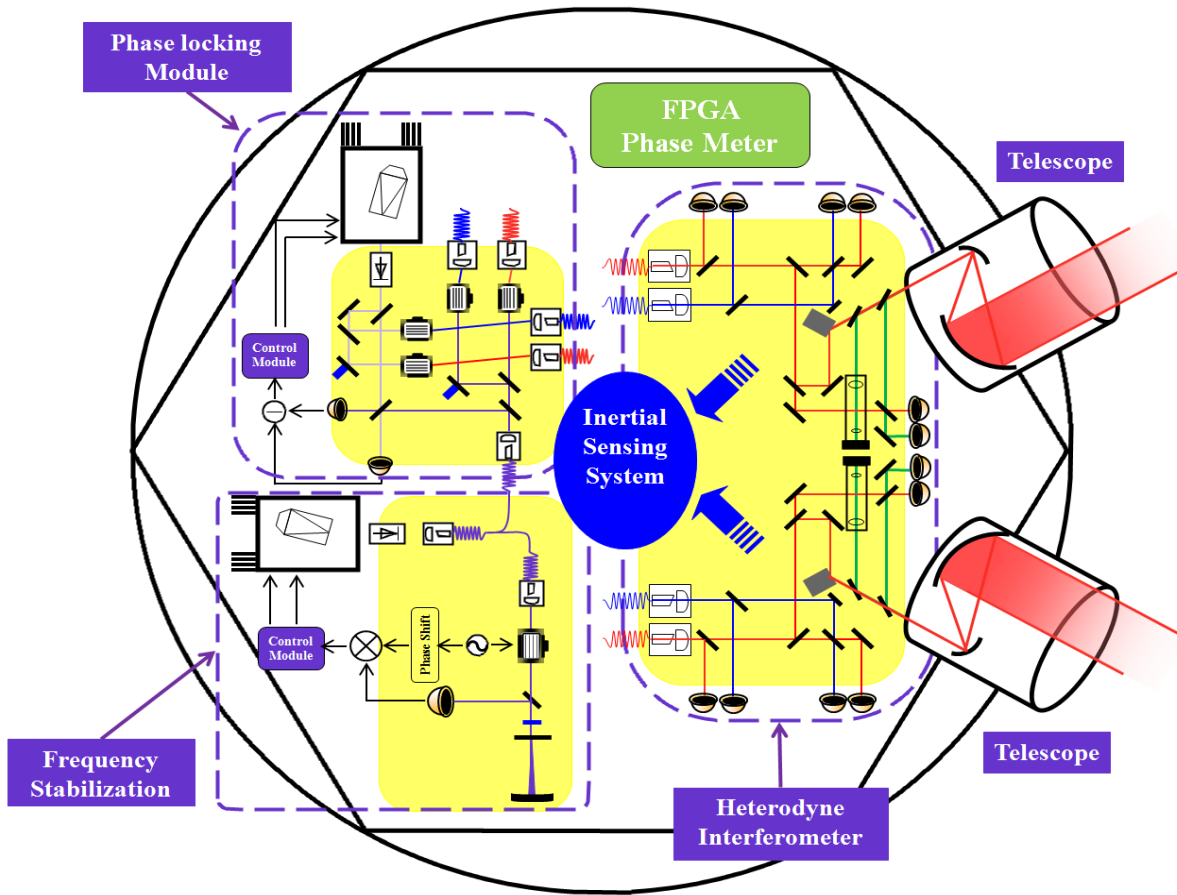 Phase locking
Module
FPGA
Phase Meter
Telescope
Control
Module
Inertial
Sensing
System
Phase Shift
Control
Module
Frequency
Stabilization
Telescope
Heterodyne
Interferometer